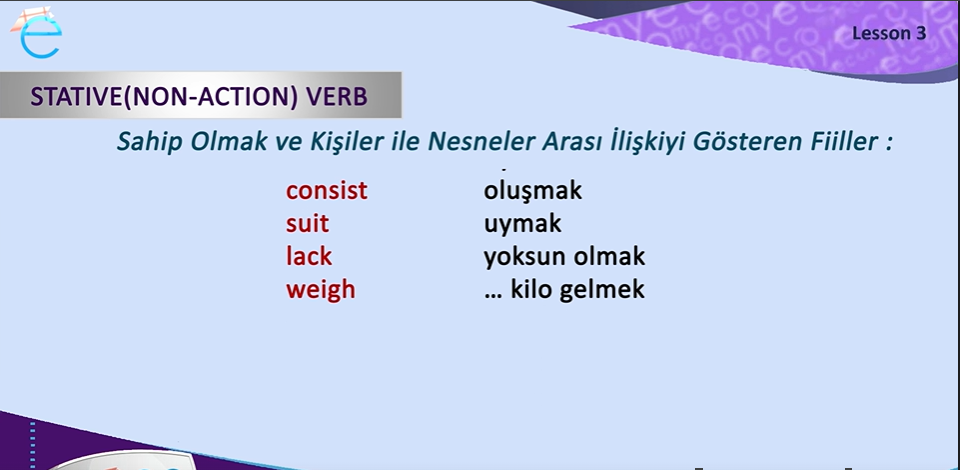 Lesson 3
STATIVE(NON-ACTION) VERB
Sahip Olmak ve Kişiler ile Nesneler Arası İlişkiyi Gösteren Fiiller :
consist oluşmak
suit uymak
lack yoksun olmak
weigh ... kilo gelmek